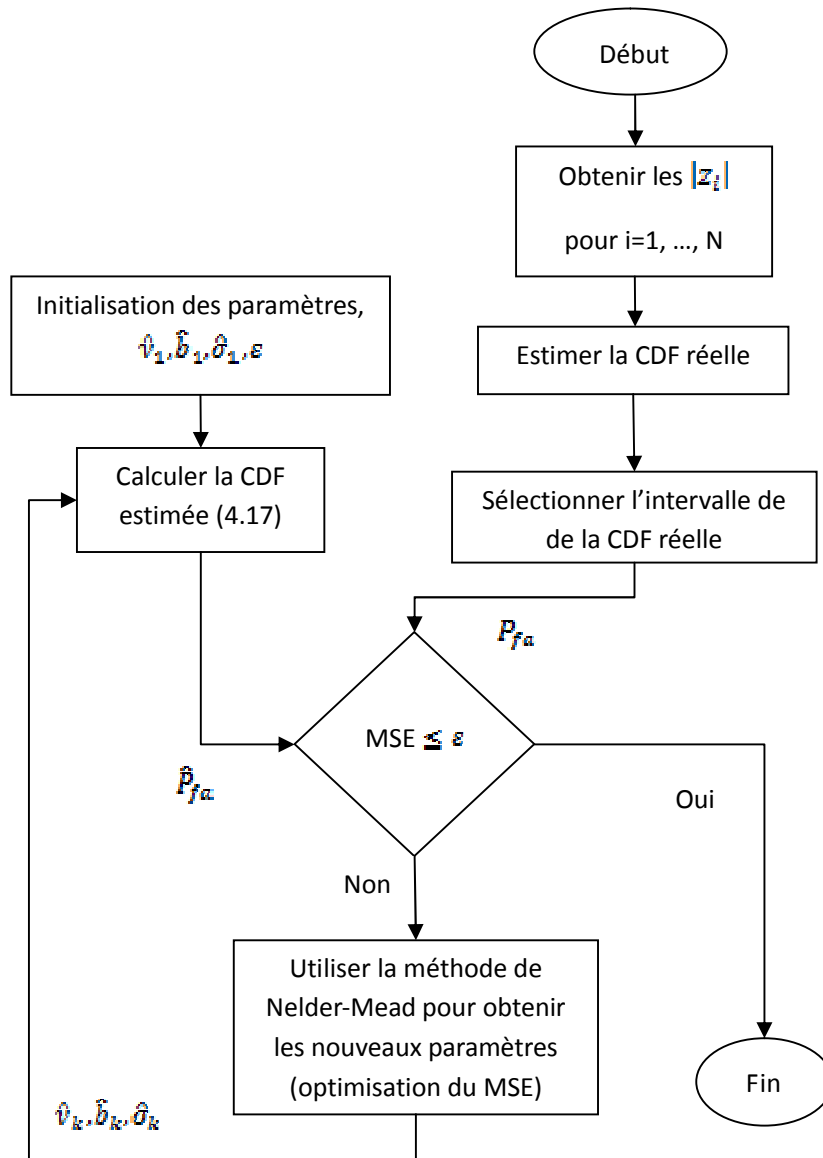 Début
Obtenir les |z_i|
pour i=1, …, N
Initialisation des paramètres,
v̂_1,b̂_1,σ̂_1,ε
Estimer la CDF réelle
Calculer la CDF
estimée (4.17)
Sélectionner l’intervalle de
de la CDF réelle
P_fa
MSE ≤ ε
P̂_fa
Oui
Non
Utiliser la méthode de
Nelder-Mead pour obtenir
les nouveaux paramètres
(optimisation du MSE)
Fin
v̂_k,b̂_k,σ̂_k